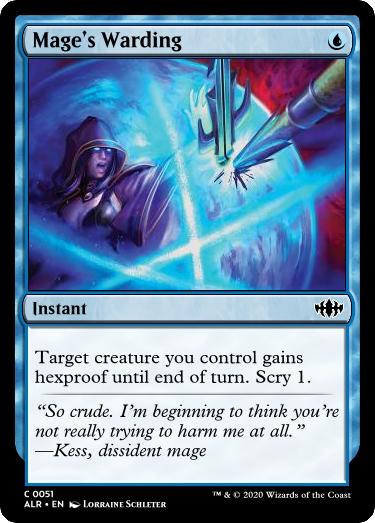 Mage's Warding
Instant
Target creature you control gains
hexproof until end of turn. Scry 1.
“So crude. I'm beginning to think you're
not really trying to harm me at all.”
—Kess, dissident mage
C 0051
ALR • EN Lorraine Schleter
™ & © 2020 Wizards of the Coast